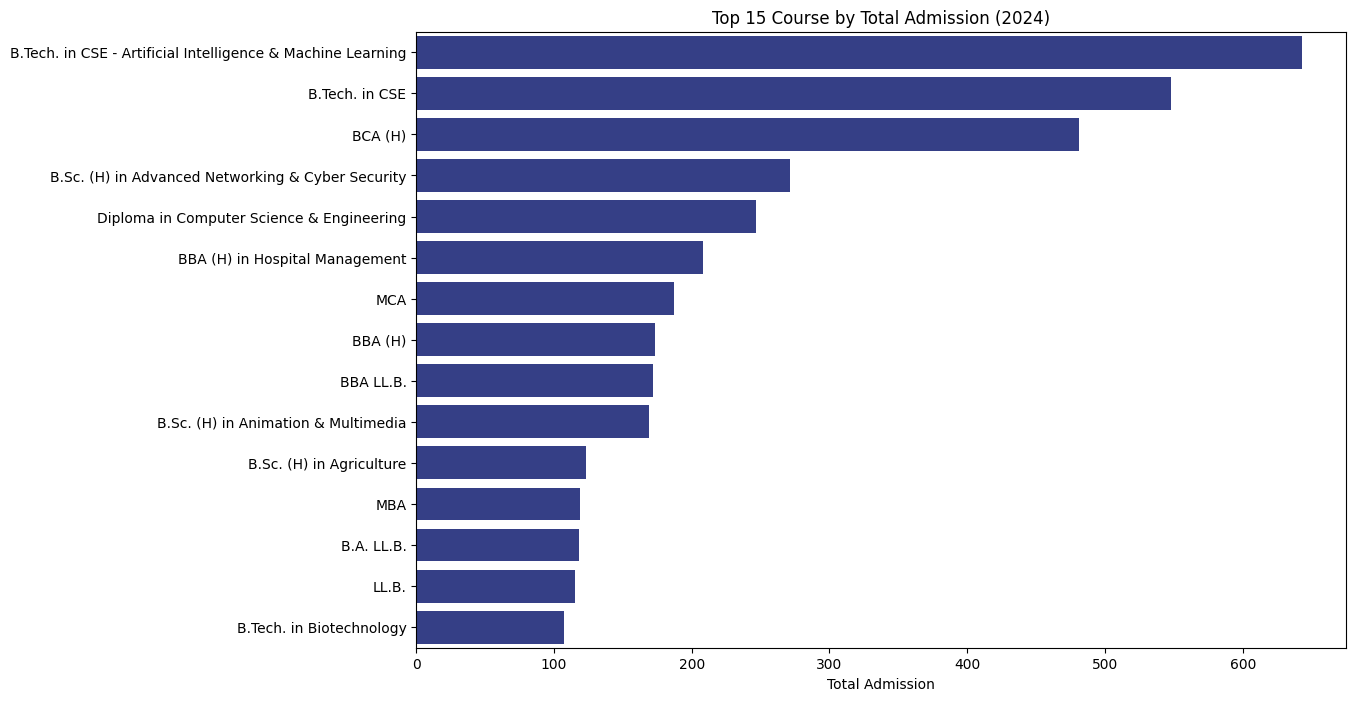 Top 15 Course by Total Admission (2024)
B.Tech. in CSE - Artificial Intelligence & Machine Learning
B.Tech. in CSE
BCA (H)
B.Sc. (H) in Advanced Networking & Cyber Security
Diploma in Computer Science & Engineering
BBA (H) in Hospital Management
MCA
BBA (H)
BBA LL.B.
B.Sc. (H) in Animation & Multimedia
B.Sc. (H) in Agriculture
MBA
B.A. LL.B.
LL.B.
B.Tech. in Biotechnology
0 100 200 300 400 500 600
Total Admission